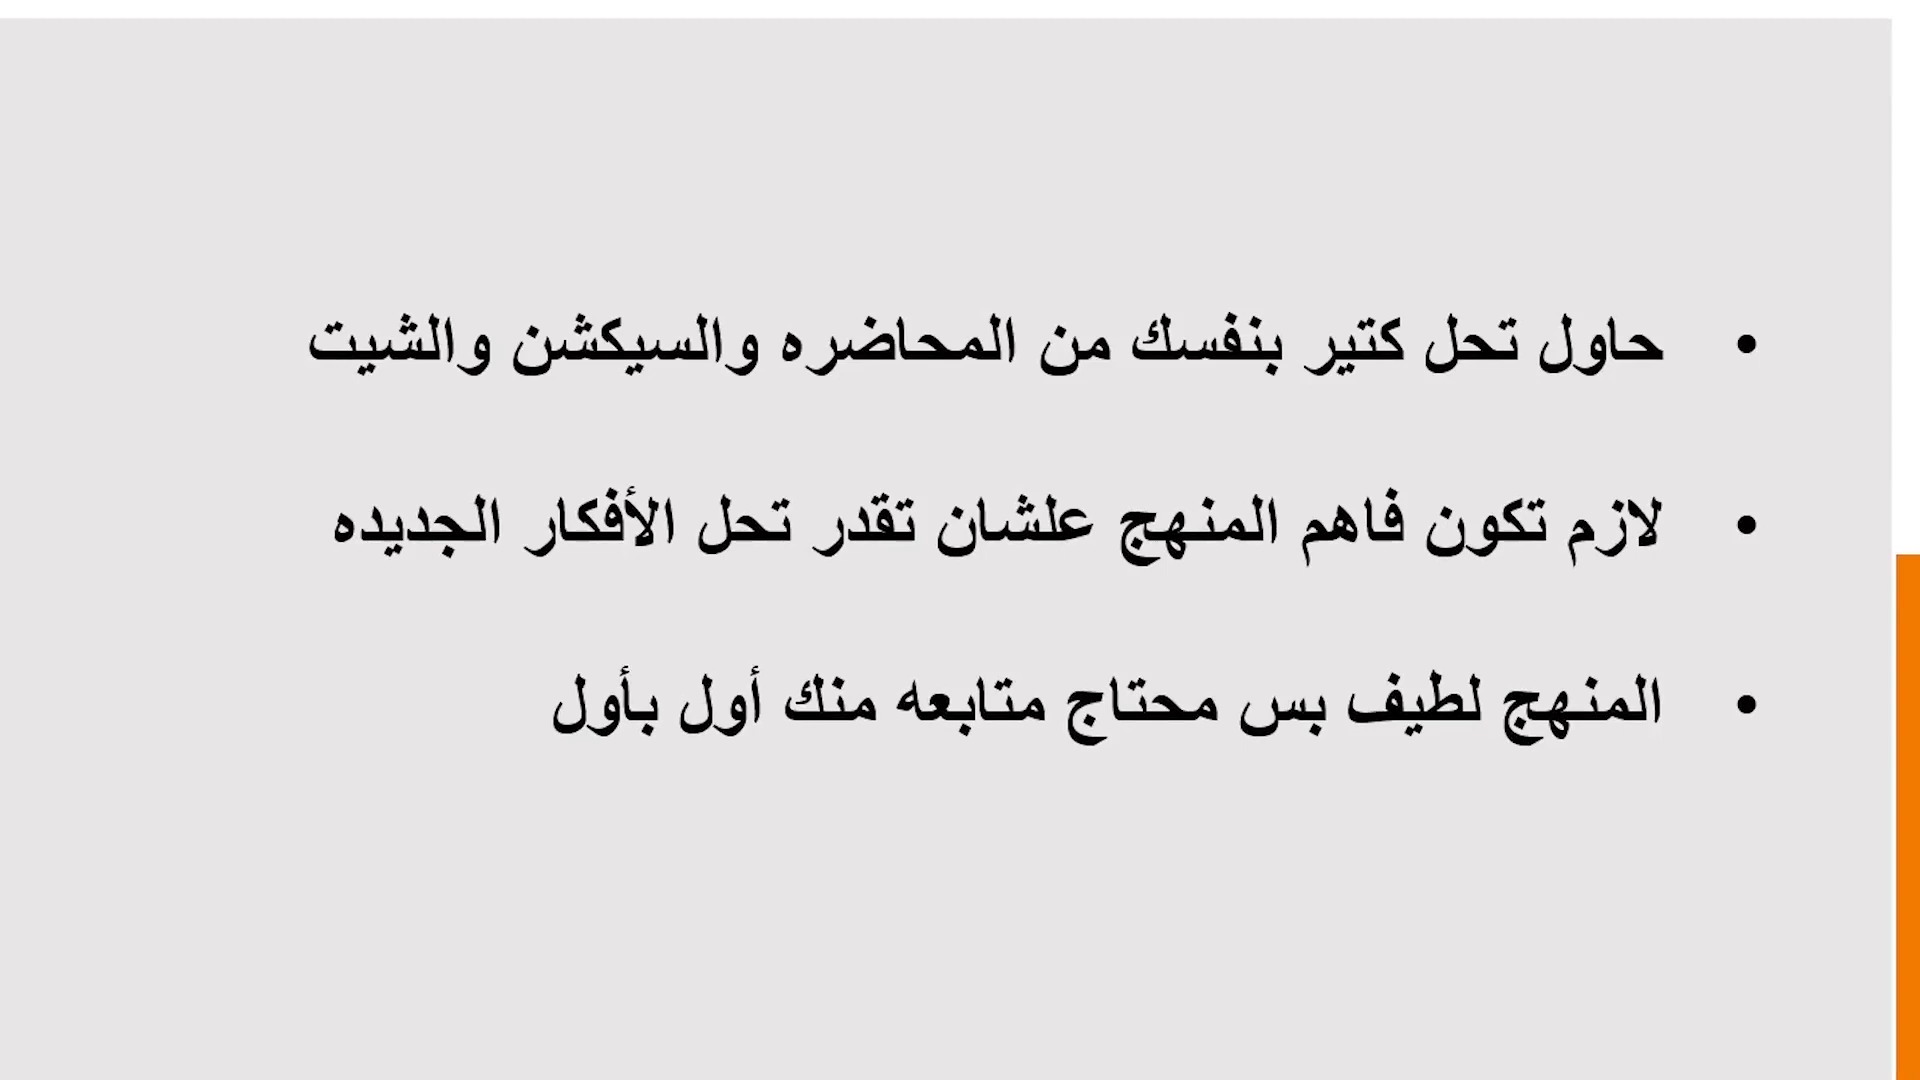 • حاول تحل كتير بنفسك من المحاضره والسيكشن والشيت
• لازم تكون فاهم المنهج علشان تقدر تحل الأفكار الجديده
• المنهج لطيف بس محتاج متابعه منك أول بأول